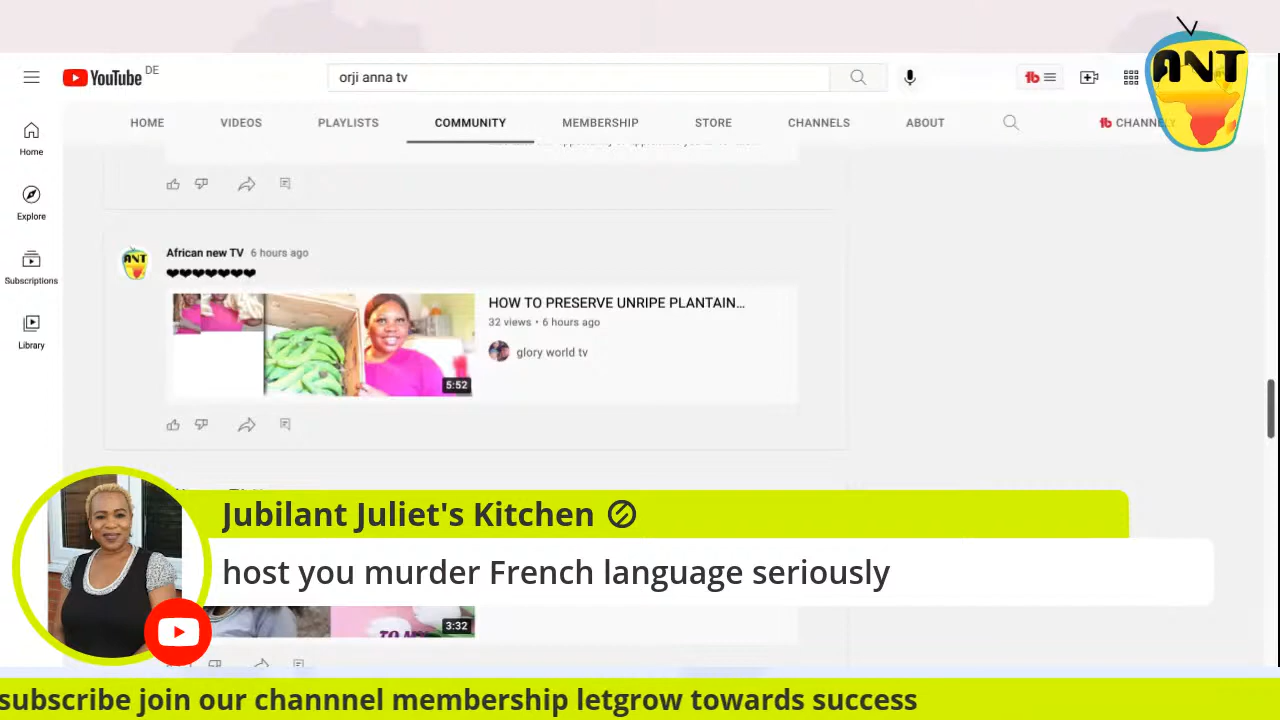 YouTube DE
orji anna tv
ANT
HOME VIDEOS PLAYLISTS COMMUNITY MEMBERSHIP STORE CHANNELS ABOUT
Home
Explore
Subscriptions
Library
African new TV 6 hours ago
ANT
HOW TO PRESERVE UNRIPE PLANTAIN...
32 views • 6 hours ago
glory world tv
5:52
Jubilant Juliet's Kitchen
host you murder French language seriously
3:32
subscribe join our channnel membership letgrow towards success